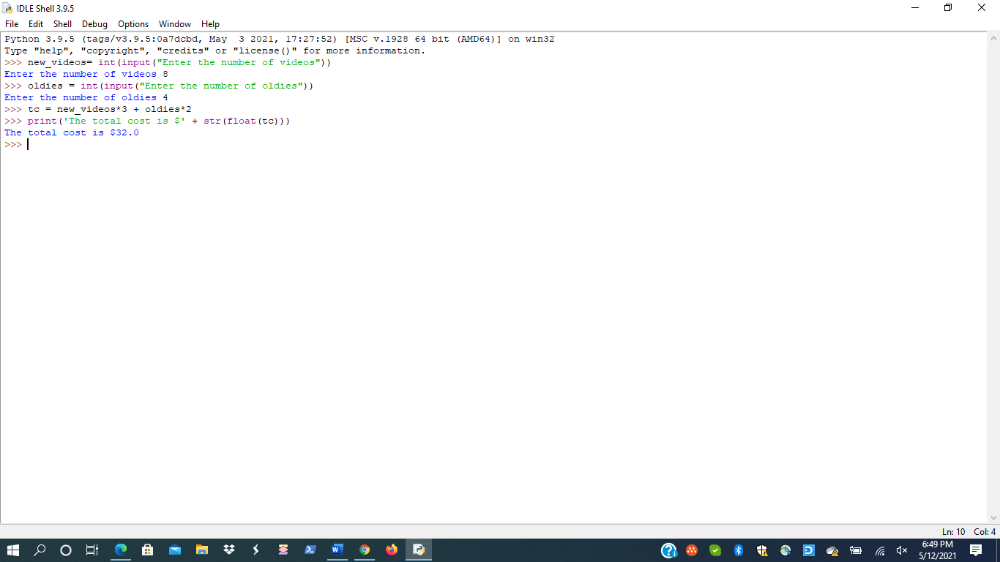 IDLE Shell 3.9.5
File Edit Shell Debug Options Window Help
Python 3.9.5 (tags/v3.9.5:0a7dcbd, May  3 2021, 17:27:52) [MSC v.1928 64 bit (AMD64)] on win32
Type "help", "copyright", "credits" or "license()" for more information.
>>> new_videos= int(input("Enter the number of videos"))
Enter the number of videos 8
>>> oldies = int(input("Enter the number of oldies"))
Enter the number of oldies 4
>>> tc = new_videos*3 + oldies*2
>>> print('The total cost is $' + str(float(tc)))
The total cost is $32.0
>>>
Ln: 10 Col: 4
6:49 PM
5/12/2021